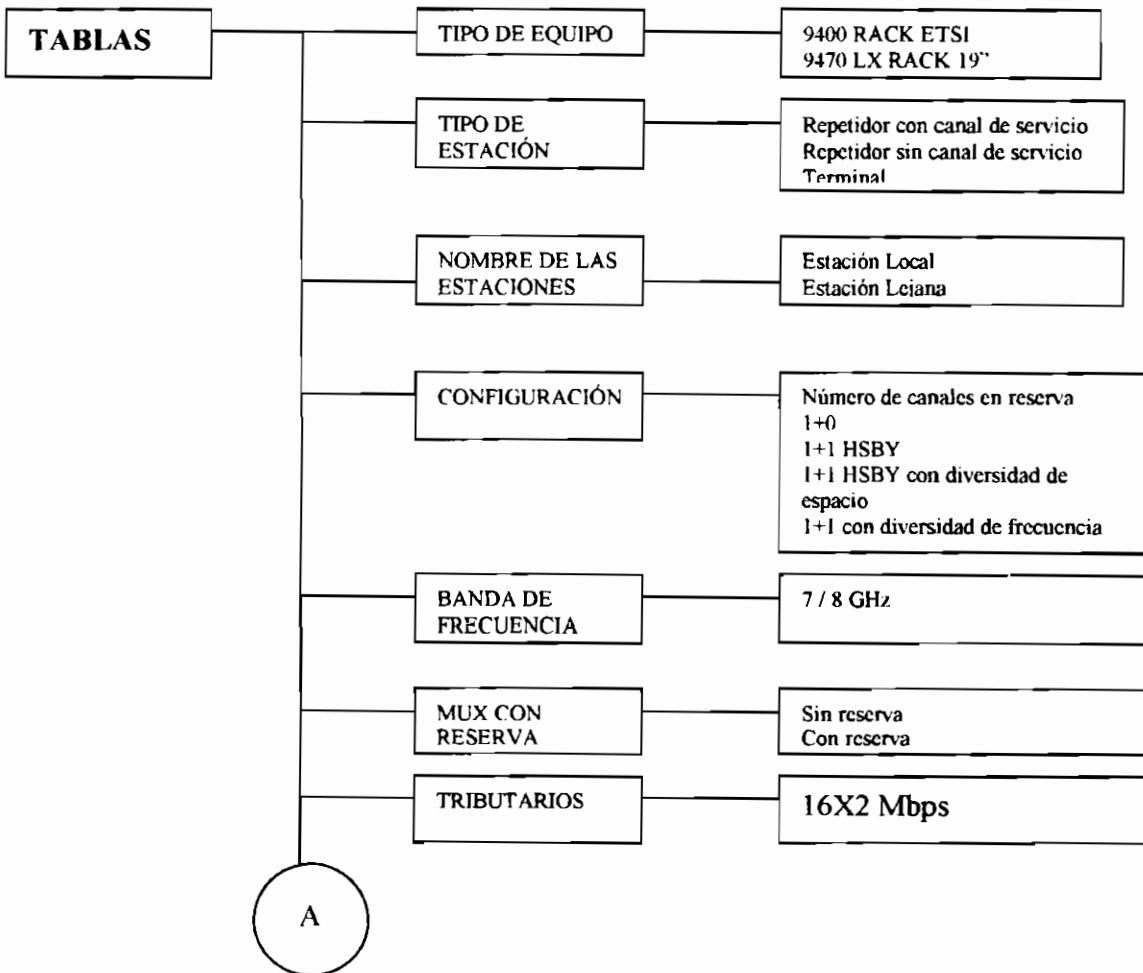 TABLAS
TIPO DE EQUIPO
9400 RACK ETSI
9470 LX RACK 19"
TIPO DE
ESTACIÓN
Repetidor con canal de servicio
Repetidor sin canal de servicio
Terminal
NOMBRE DE LAS
ESTACIONES
Estación Local
Estación Lejana
CONFIGURACIÓN
Número de canales en reserva
1+0
1+1 HSBY
1+1 HSBY con diversidad de
espacio
1+1 con diversidad de frecuencia
BANDA DE
FRECUENCIA
7 / 8 GHz
MUX CON
RESERVA
Sin reserva
Con reserva
TRIBUTARIOS
16X2 Mbps
A